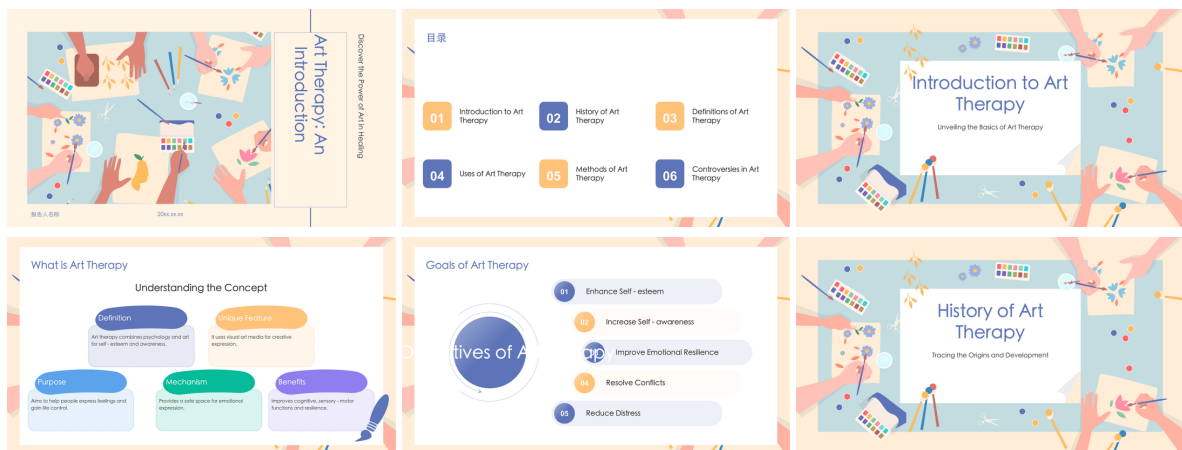 Art Therapy: An
Introduction
Discover the Power of Art in Healing
报告人名称
20xx.xx.xx
目录
01
Introduction to Art
Therapy
02
History of Art
Therapy
03
Definitions of Art
Therapy
04
Uses of Art Therapy
05
Methods of Art
Therapy
06
Controversies in Art
Therapy
Introduction to Art
Therapy
Unveiling the Basics of Art Therapy
What is Art Therapy
Understanding the Concept
Definition
Art therapy combines psychology and art
for self - esteem and awareness.
Unique Feature
It uses visual art media for creative
expression.
Purpose
Aims to help people express feelings and
gain life control.
Mechanism
Provides a safe space for emotional
expression.
Benefits
Improves cognitive, sensory - motor
functions and resilience.
Goals of Art Therapy
tives of A
01
Enhance Self - esteem
02
Increase Self - awareness
Improve Emotional Resilience
04
Resolve Conflicts
05
Reduce Distress
History of Art
Therapy
Tracing the Origins and Development